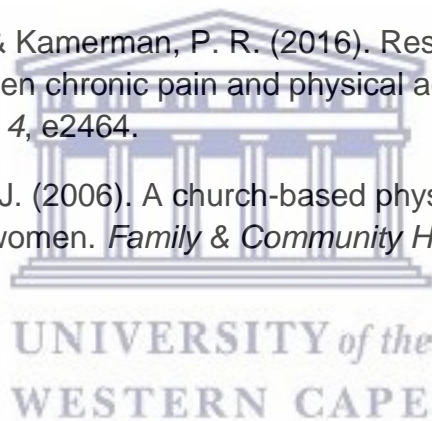 & Kamerman, P. R. (2016). Res
en chronic pain and physical a
4, e2464.
J. (2006). A church-based phys
women. Family & Community H
UNIVERSITY of the
WESTERN CAPE